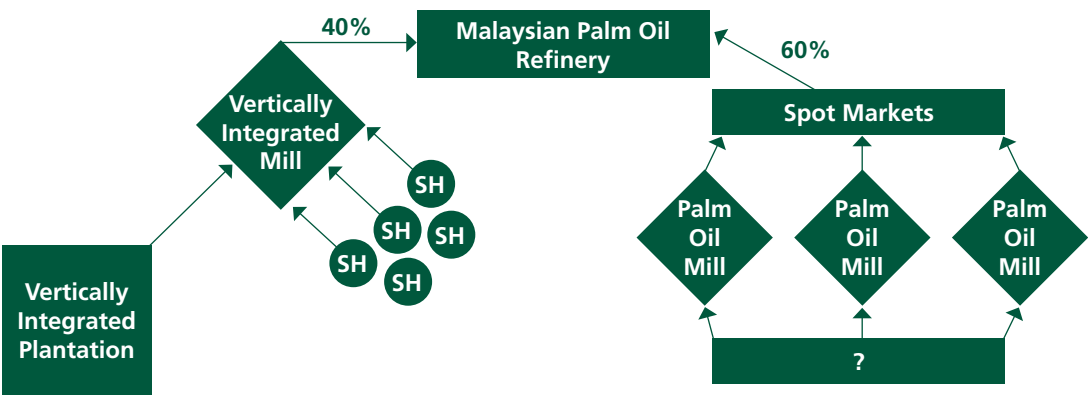 40%
Malaysian Palm Oil
Refinery
60%
Vertically
Integrated
Mill
Spot Markets
SH
SH
SH
SH
SH
Palm
Oil
Mill
Palm
Oil
Mill
Palm
Oil
Mill
Vertically
Integrated
Plantation
?